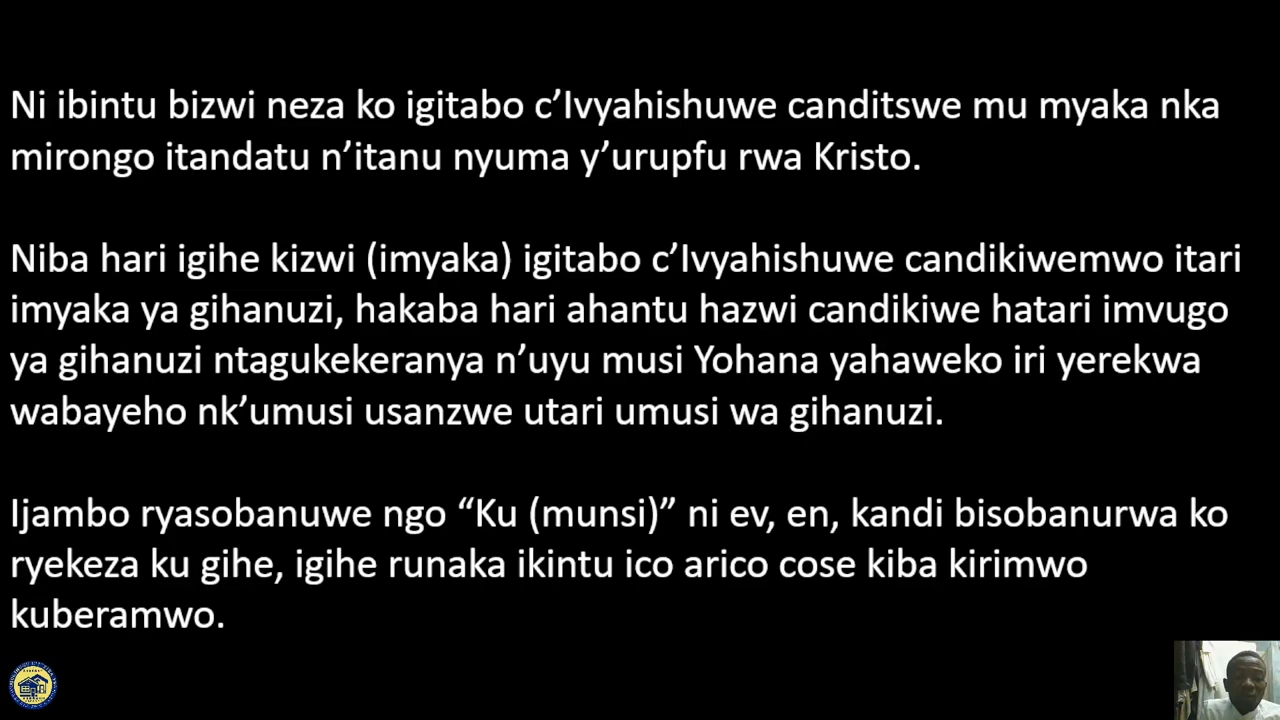 Ni ibintu bizwi neza ko igitabo c’Ivyahishuwe canditswe mu myaka nka
mirongo itandatu n’itanu nyuma y’urupfu rwa Kristo.
Niba hari igihe kizwi (imyaka) igitabo c’Ivyahishuwe candikiwemwo itari
imyaka ya gihanuzi, hakaba hari ahantu hazwi candikiwe hatari imvugo
ya gihanuzi ntagukekeranya n’uyu musi Yohana yahaweko iri yerekwa
wabayeho nk’umusi usanzwe utari umusi wa gihanuzi.
Ijambo ryasobanuwe ngo “Ku (munsi)” ni ev, en, kandi bisobanurwa ko
ryekeza ku gihe, igihe runaka ikintu ico arico cose kiba kirimwo
kuberamwo.